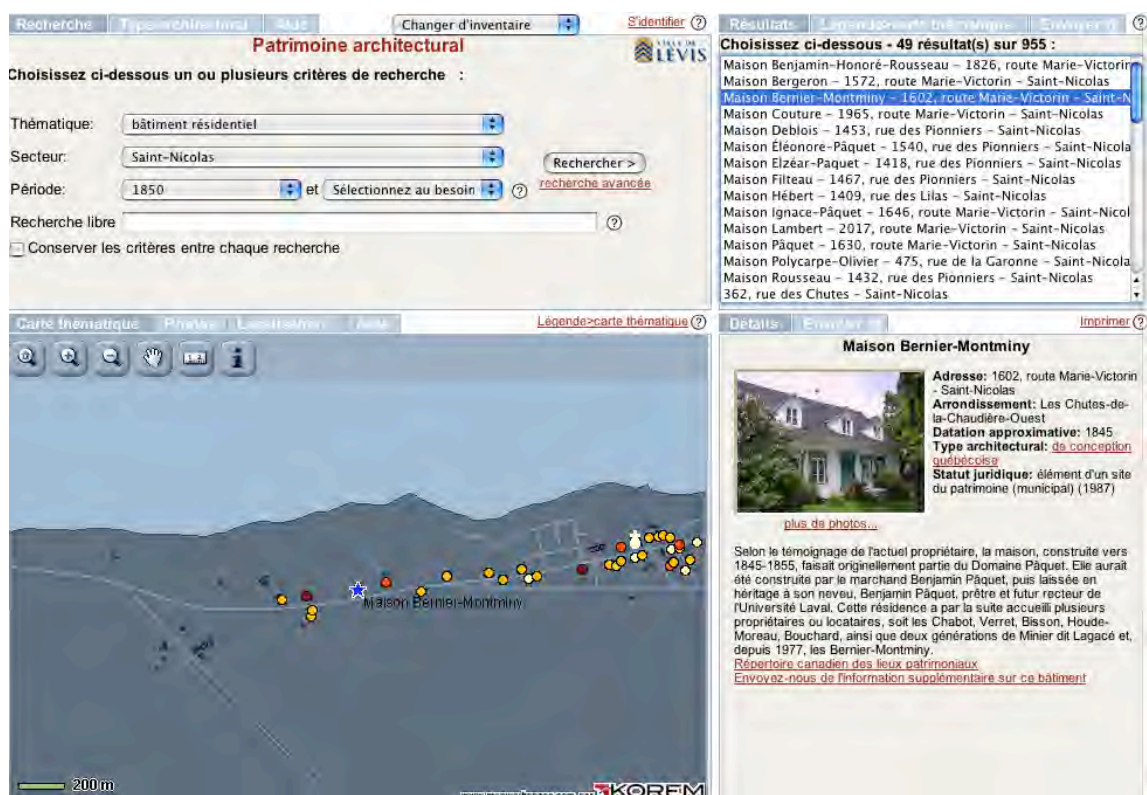 Recherche Type architectural Aide
Changer d'inventaire
S'identifier ?
Patrimoine architectural
VILLE DE
LÉVIS
Choisissez ci-dessous un ou plusieurs critères de recherche :
Thématique: bâtiment résidentiel
Secteur: Saint-Nicolas
Rechercher >
Période: 1850 et Sélectionnez au besoin ?
recherche avancée
Recherche libre ?
Conserver les critères entre chaque recherche
Résultats Légende>carte thématique ?
Choisissez ci-dessous - 49 résultat(s) sur 955 :
Maison Benjamin-Honoré-Rousseau – 1826, route Marie-Victorin
Maison Bergeron – 1572, route Marie-Victorin – Saint-Nicolas
Maison Bernier-Montminy – 1602, route Marie-Victorin – Saint-N
Maison Couture – 1965, route Marie-Victorin – Saint-Nicolas
Maison Deblois – 1453, rue des Pionniers – Saint-Nicolas
Maison Éléonore-Pâquet – 1540, rue des Pionniers – Saint-Nicola
Maison Elzéar-Paquet – 1418, rue des Pionniers – Saint-Nicolas
Maison Filteau – 1467, rue des Pionniers – Saint-Nicolas
Maison Hébert – 1409, rue des Lilas – Saint-Nicolas
Maison Ignace-Pâquet – 1646, route Marie-Victorin – Saint-Nicol
Maison Lambert – 2017, route Marie-Victorin – Saint-Nicolas
Maison Pâquet – 1630, route Marie-Victorin – Saint-Nicolas
Maison Polycarpe-Olivier – 475, rue de la Garonne – Saint-Nicola
Maison Rousseau – 1432, rue des Pionniers – Saint-Nicolas
362, rue des Chutes – Saint-Nicolas
Carte thématique Photos Localisation Aide
Légende>carte thématique ?
Maison Bernier-Montminy
200 m
KOREM
Détails
Imprimer ?
Maison Bernier-Montminy
Adresse: 1602, route Marie-Victorin
- Saint-Nicolas
Arrondissement: Les Chutes-de-
la-Chaudière-Ouest
Datation approximative: 1845
Type architectural: de conception
québécoise
Statut juridique: élément d'un site
du patrimoine (municipal) (1987)
plus de photos...
Selon le témoignage de l'actuel propriétaire, la maison, construite vers
1845-1855, faisait originellement partie du Domaine Pâquet. Elle aurait
été construite par le marchand Benjamin Pâquet, puis laissée en
héritage à son neveu, Benjamin Pâquet, prêtre et futur recteur de
l'Université Laval. Cette résidence a par la suite accueilli plusieurs
propriétaires ou locataires, soit les Chabot, Verret, Bisson, Houde-
Moreau, Bouchard, ainsi que deux générations de Minier dit Lagacé et,
depuis 1977, les Bernier-Montminy.
Répertoire canadien des lieux patrimoniaux
Envoyez-nous de l'information supplémentaire sur ce bâtiment